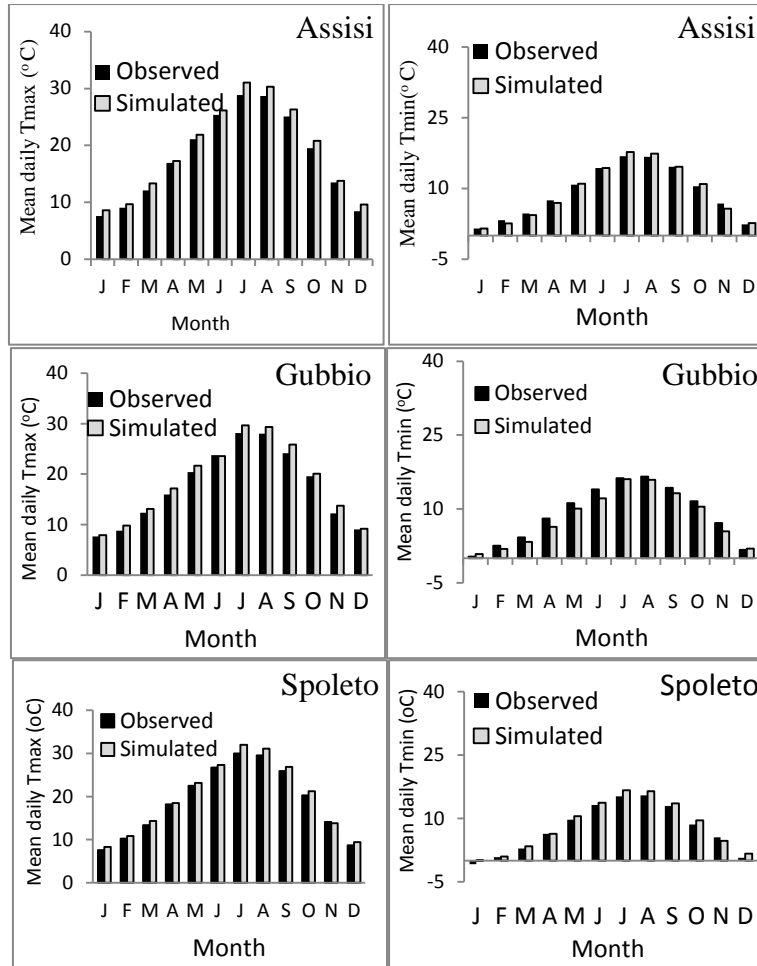 Assisi
Mean daily Tmax (°C)
Observed
Simulated
40
30
20
10
0
J F M A M J J A S O N D
Month
Assisi
Mean daily Tmin(°C)
Observed
Simulated
40
25
10
-5
J F M A M J J A S O N D
Month
Gubbio
Mean daily Tmax (°C)
Observed
Simulated
40
30
20
10
0
J F M A M J J A S O N D
Month
Gubbio
Mean daily Tmin (°C)
Observed
Simulated
40
25
10
-5
J F M A M J J A S O N D
Month
Spoleto
Mean daily Tmax (oC)
Observed
Simulated
40
30
20
10
0
J F M A M J J A S O N D
Month
Spoleto
Mean daily Tmin (oC)
Observed
Simulated
40
25
10
-5
J F M A M J J A S O N D
Month